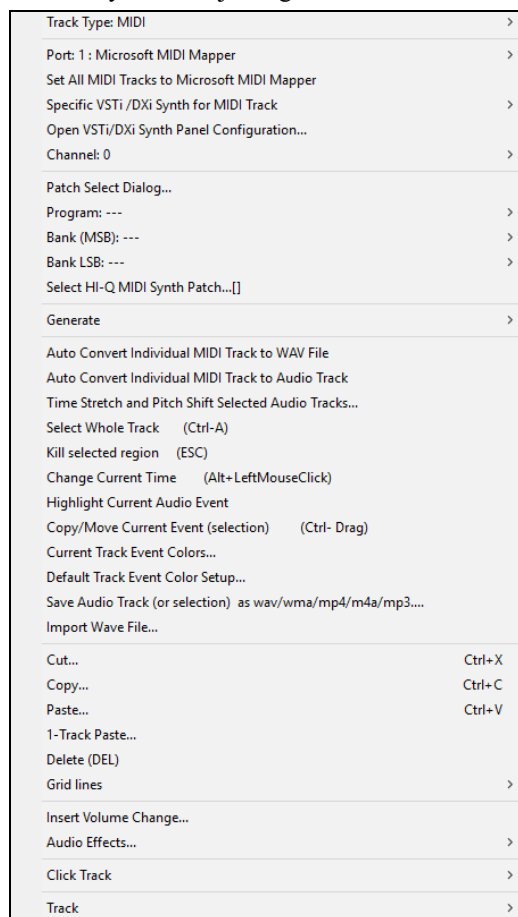 Track Type: MIDI >
Port: 1 : Microsoft MIDI Mapper >
Set All MIDI Tracks to Microsoft MIDI Mapper
Specific VSTi /DXi Synth for MIDI Track >
Open VSTi/DXi Synth Panel Configuration...
Channel: 0 >
Patch Select Dialog...
Program: --- >
Bank (MSB): --- >
Bank LSB: --- >
Select HI-Q MIDI Synth Patch...[]
Generate >
Auto Convert Individual MIDI Track to WAV File
Auto Convert Individual MIDI Track to Audio Track
Time Stretch and Pitch Shift Selected Audio Tracks...
Select Whole Track (Ctrl-A)
Kill selected region (ESC)
Change Current Time (Alt+LeftMouseClick)
Highlight Current Audio Event
Copy/Move Current Event (selection) (Ctrl- Drag)
Current Track Event Colors...
Default Track Event Color Setup...
Save Audio Track (or selection) as wav/wma/mp4/m4a/mp3....
Import Wave File...
Cut... Ctrl+X
Copy... Ctrl+C
Paste... Ctrl+V
1-Track Paste...
Delete (DEL)
Grid lines >
Insert Volume Change...
Audio Effects... >
Click Track >
Track >